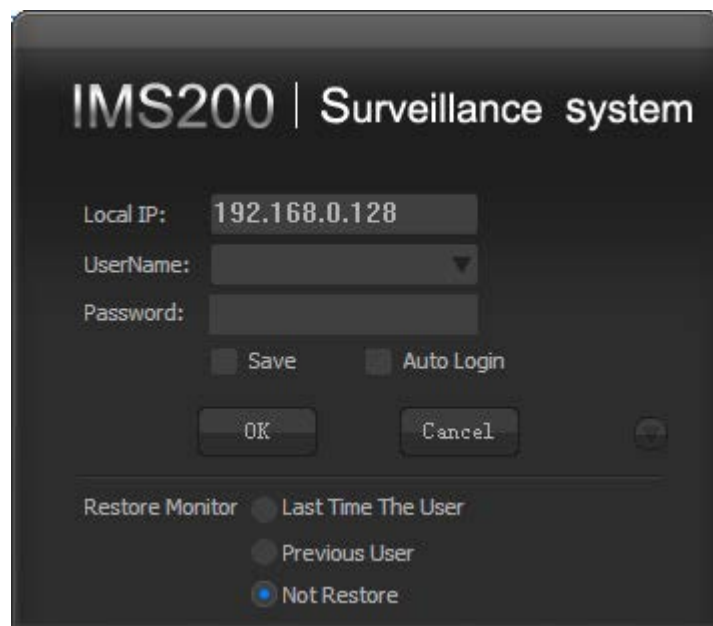 IMS200 | Surveillance system
Local IP: 192.168.0.128
UserName:
Password:
Save Auto Login
OK Cancel
Restore Monitor Last Time The User
Previous User
Not Restore